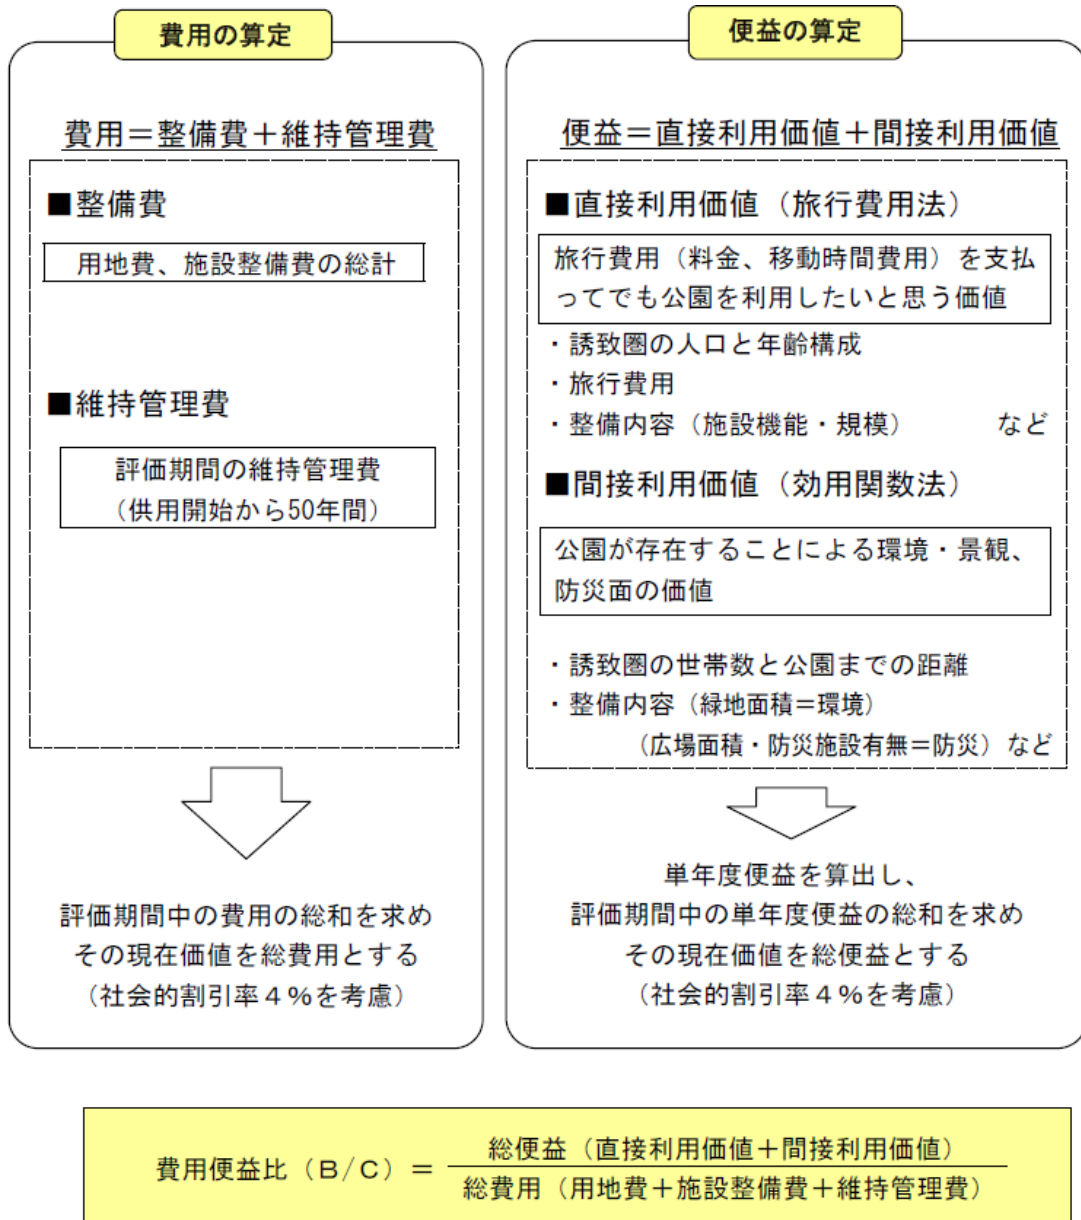 費用の算定
費用＝整備費＋維持管理費
■整備費
用地費、施設整備費の総計
■維持管理費
評価期間の維持管理費
（供用開始から50年間）
評価期間中の費用の総和を求め
その現在価値を総費用とする
（社会的割引率４％を考慮）
便益の算定
便益＝直接利用価値＋間接利用価値
■直接利用価値（旅行費用法）
旅行費用（料金、移動時間費用）を支払
ってでも公園を利用したいと思う価値
・誘致圏の人口と年齢構成
・旅行費用
・整備内容（施設機能・規模）　　　など
■間接利用価値（効用関数法）
公園が存在することによる環境・景観、
防災面の価値
・誘致圏の世帯数と公園までの距離
・整備内容（緑地面積＝環境）
（広場面積・防災施設有無＝防災）など
単年度便益を算出し、
評価期間中の単年度便益の総和を求め
その現在価値を総便益とする
（社会的割引率４％を考慮）
費用便益比（Ｂ/Ｃ）＝
総便益（直接利用価値＋間接利用価値）
総費用（用地費＋施設整備費＋維持管理費）